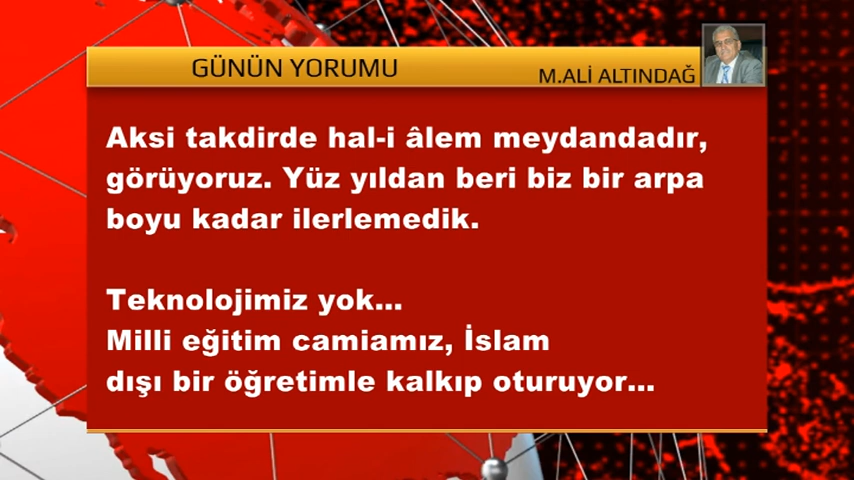 GÜNÜN YORUMU
M.ALİ ALTINDAĞ
Aksi takdirde hal-i âlem meydandadır,
görüyoruz. Yüz yıldan beri biz bir arpa
boyu kadar ilerlemedik.
Teknolojimiz yok...
Milli eğitim camiamız, İslam
dışı bir öğretimle kalkıp oturuyor...